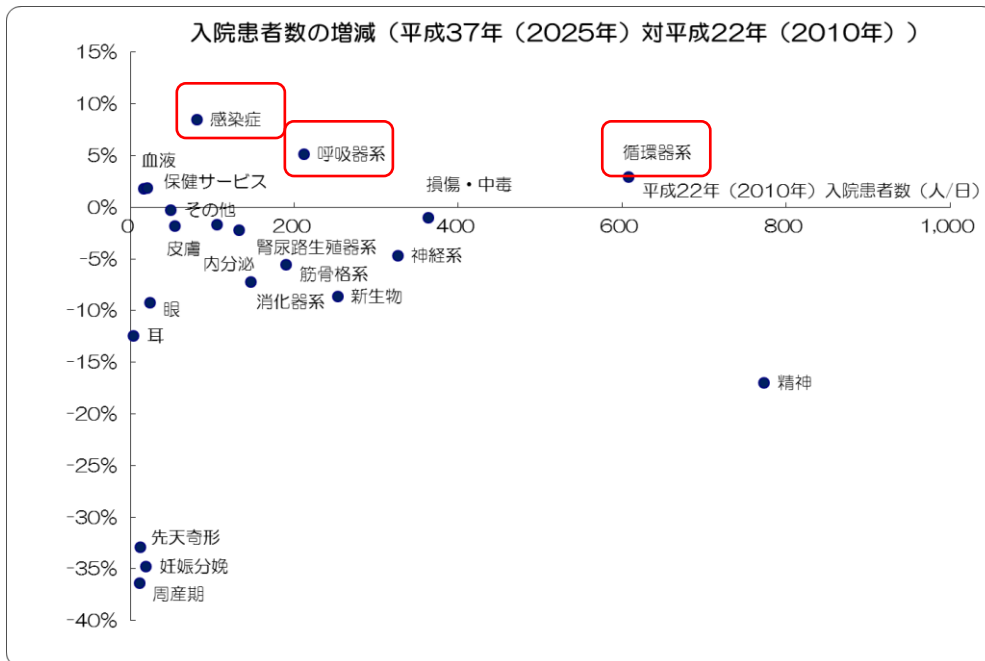 入院患者数の増減（平成37年（2025年）対平成22年（2010年））
15%
10%
感染症
5%
呼吸器系
循環器系
血液
保健サービス
損傷・中毒
平成22年（2010年）入院患者数（人/日）
0%
その他
0
200
400
600
800
1,000
皮膚
内分泌
腎尿路生殖器系
神経系
-5%
筋骨格系
消化器系
新生物
眼
-10%
耳
-15%
精神
-20%
-25%
-30%
先天奇形
妊娠分娩
-35%
周産期
-40%